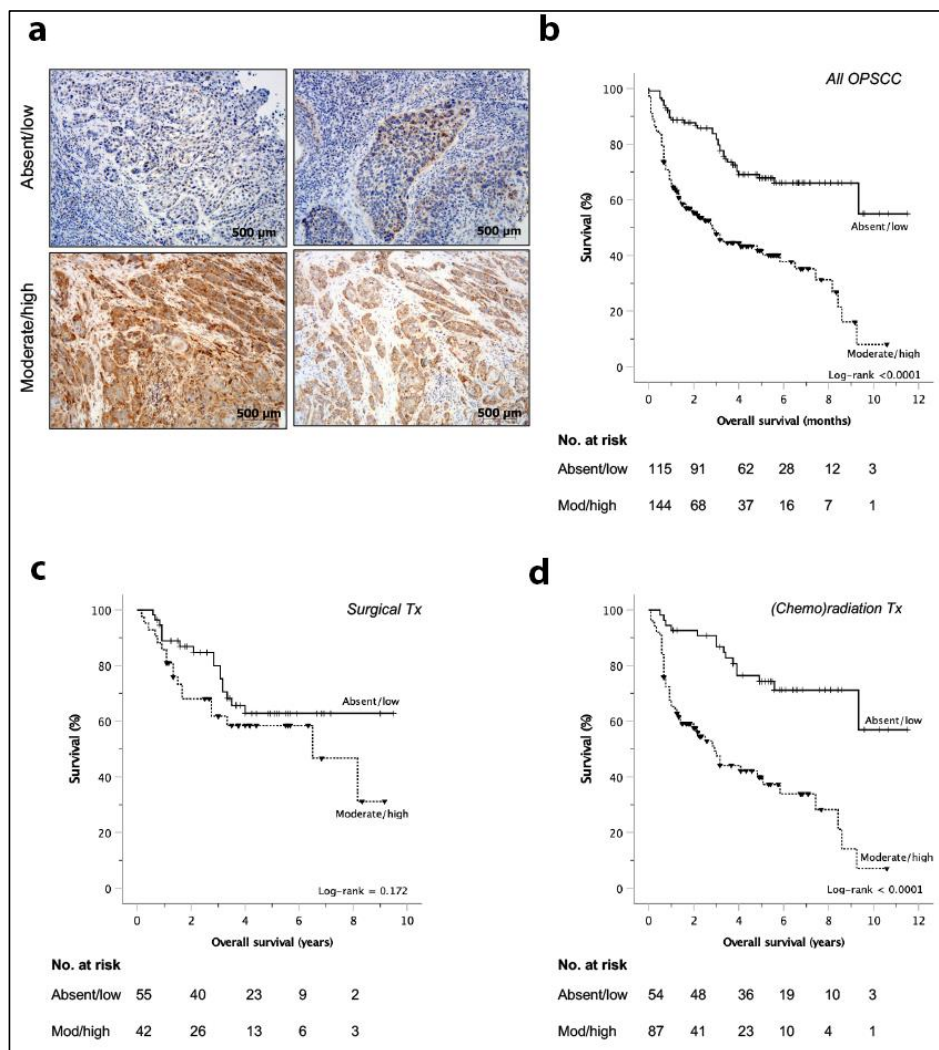 a
Absent/low
500 µm
500 µm
Moderate/high
500 µm
500 µm
b
All OPSCC
100
80
60
40
20
0
Survival (%)
Absent/low
Moderate/high
Log-rank <0.0001
0 2 4 6 8 10 12
Overall survival (months)
No. at risk
Absent/low 115 91 62 28 12 3
Mod/high 144 68 37 16 7 1
c
Surgical Tx
100
80
60
40
20
0
Survival (%)
Absent/low
Moderate/high
Log-rank = 0.172
0 2 4 6 8 10
Overall survival (years)
No. at risk
Absent/low 55 40 23 9 2
Mod/high 42 26 13 6 3
d
(Chemo)radiation Tx
100
80
60
40
20
0
Survival (%)
Absent/low
Moderate/high
Log-rank < 0.0001
0 2 4 6 8 10 12
Overall survival (years)
No. at risk
Absent/low 54 48 36 19 10 3
Mod/high 87 41 23 10 4 1